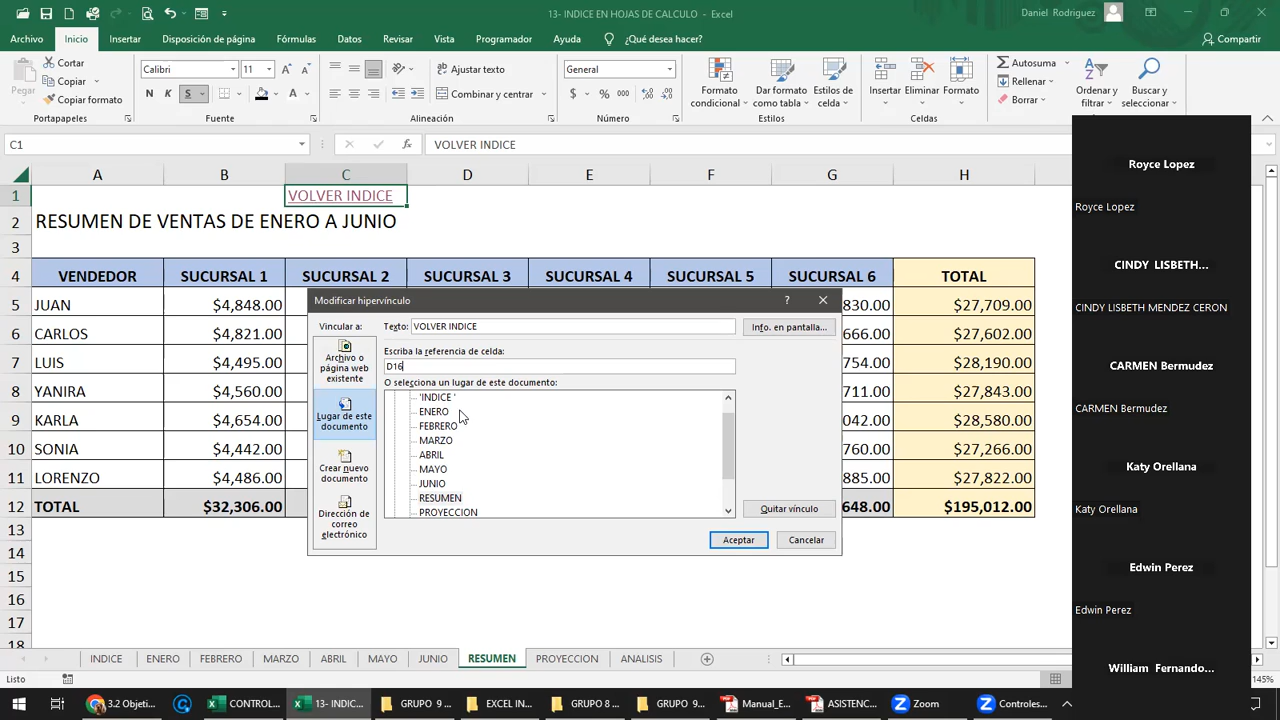 13- INDICE EN HOJAS DE CALCULO - Excel
Daniel Rodriguez
Archivo Inicio Insertar Disposición de página Fórmulas Datos Revisar Vista Programador Ayuda ¿Qué desea hacer? Compartir
Pegar
Cortar
Copiar
Copiar formato
Portapapeles
Calibri 11
N K S
Fuente
Ajustar texto
Combinar y centrar
Alineación
General
$ % 000
Número
Formato condicional
Dar formato como tabla
Estilos de celda
Estilos
Insertar Eliminar Formato
Celdas
Autosuma
Rellenar
Borrar
Ordenar y filtrar
Buscar y seleccionar
C1 fx VOLVER INDICE
A B C D E F G H
1 VOLVER INDICE
2 RESUMEN DE VENTAS DE ENERO A JUNIO
3
4 VENDEDOR SUCURSAL 1 SUCURSAL 2 SUCURSAL 3 SUCURSAL 4 SUCURSAL 5 SUCURSAL 6 TOTAL
5 JUAN $4,848.00 830.00 $27,709.00
6 CARLOS $4,821.00 666.00 $27,602.00
7 LUIS $4,495.00 754.00 $28,190.00
8 YANIRA $4,560.00 711.00 $27,843.00
9 KARLA $4,654.00 042.00 $28,580.00
10 SONIA $4,442.00 760.00 $27,266.00
11 LORENZO $4,486.00 885.00 $27,822.00
12 TOTAL $32,306.00 648.00 $195,012.00
13
14
15
16
17
18
Modificar hipervínculo ?
Vincular a:
Archivo o página web existente
Lugar de este documento
Crear nuevo documento
Dirección de correo electrónico
Texto: VOLVER INDICE
Info. en pantalla...
Escriba la referencia de celda:
D16
O selecciona un lugar de este documento:
'INDICE '
ENERO
FEBRERO
MARZO
ABRIL
MAYO
JUNIO
RESUMEN
PROYECCION
Quitar vínculo
Aceptar Cancelar
Royce Lopez
Royce Lopez
CINDY LISBETH...
CINDY LISBETH MENDEZ CERON
CARMEN Bermudez
CARMEN Bermudez
Katy Orellana
Katy Orellana
Edwin Perez
Edwin Perez
William Fernando...
INDICE ENERO FEBRERO MARZO ABRIL MAYO JUNIO RESUMEN PROYECCION ANALISIS
Listo 145%
3.2 Objeti... CONTROL... 13- INDIC... GRUPO 9 ... EXCEL IN... GRUPO 8 ... GRUPO 9... Manual_E... ASISTENC... Zoom Controles...